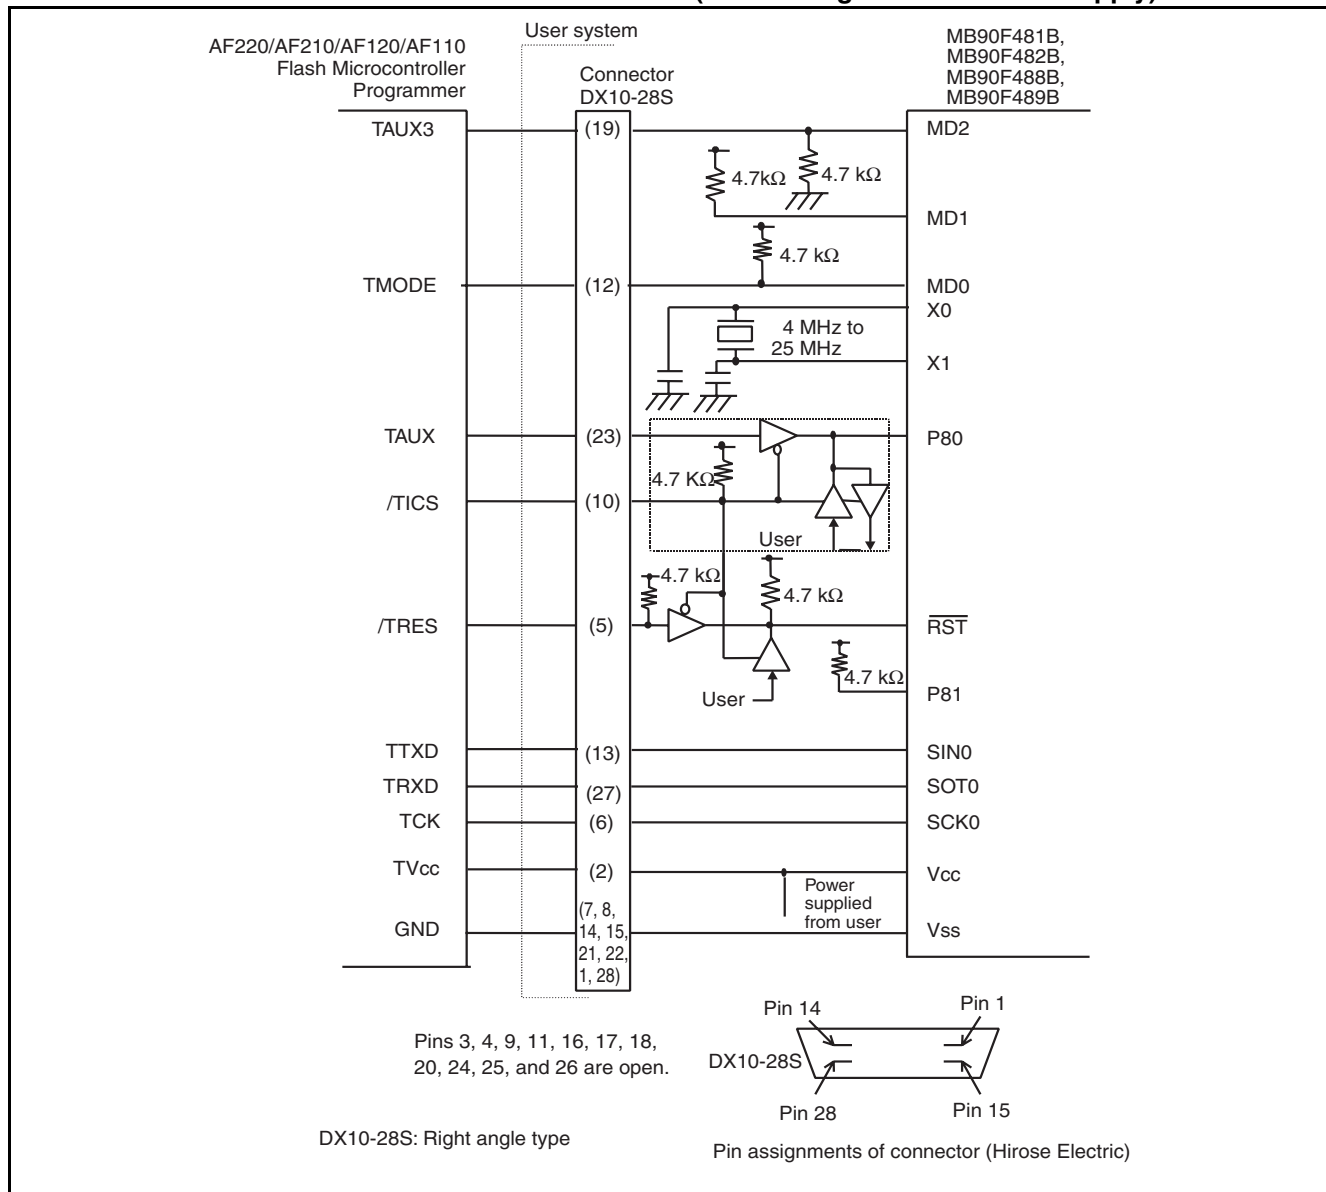 User system
AF220/AF210/AF120/AF110
Flash Microcontroller
Programmer
Connector
DX10-28S
MB90F481B,
MB90F482B,
MB90F488B,
MB90F489B
TAUX3
(19)
MD2
4.7kΩ
4.7 kΩ
MD1
4.7 kΩ
TMODE
(12)
MD0
X0
4 MHz to
25 MHz
X1
TAUX
(23)
P80
4.7 KΩ
/TICS
(10)
User
4.7 kΩ
4.7 kΩ
/TRES
(5)
RST
4.7 kΩ
User
P81
TTXD
(13)
SIN0
TRXD
(27)
SOT0
TCK
(6)
SCK0
TVcc
(2)
Vcc
Power
supplied
from user
GND
(7, 8,
14, 15,
21, 22,
1, 28)
Vss
Pin 14
Pin 1
Pins 3, 4, 9, 11, 16, 17, 18,
20, 24, 25, and 26 are open.
DX10-28S
Pin 28
Pin 15
DX10-28S: Right angle type
Pin assignments of connector (Hirose Electric)